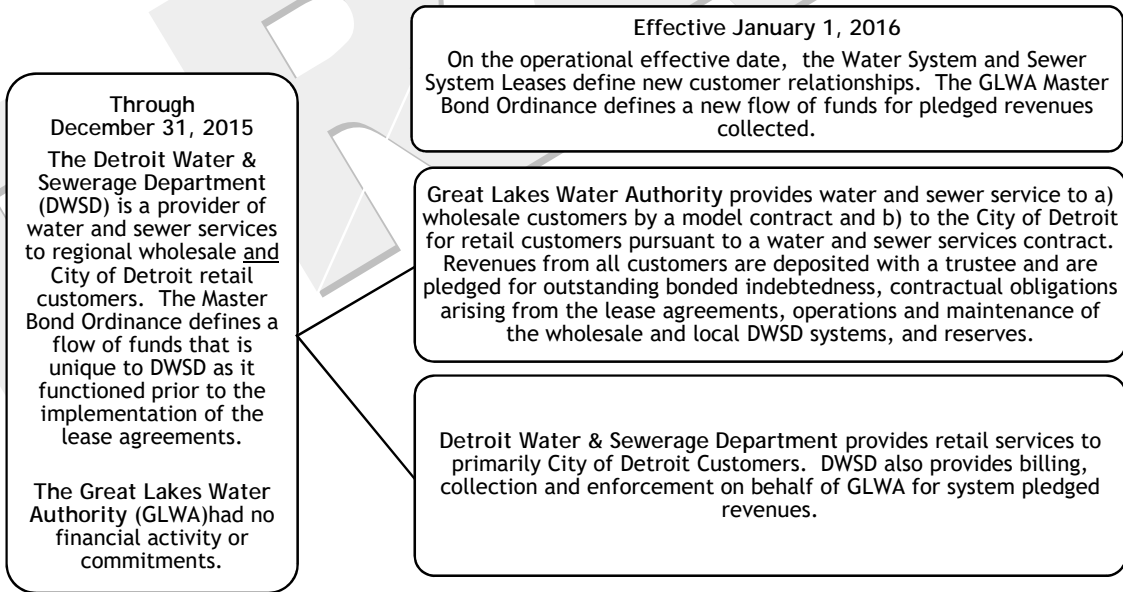 Through
December 31, 2015
The Detroit Water &
Sewerage Department
(DWSD) is a provider of
water and sewer services
to regional wholesale and
City of Detroit retail
customers. The Master
Bond Ordinance defines a
flow of funds that is
unique to DWSD as it
functioned prior to the
implementation of the
lease agreements.
The Great Lakes Water
Authority (GLWA)had no
financial activity or
commitments.
Effective January 1, 2016
On the operational effective date, the Water System and Sewer
System Leases define new customer relationships. The GLWA Master
Bond Ordinance defines a new flow of funds for pledged revenues
collected.
Great Lakes Water Authority provides water and sewer service to a)
wholesale customers by a model contract and b) to the City of Detroit
for retail customers pursuant to a water and sewer services contract.
Revenues from all customers are deposited with a trustee and are
pledged for outstanding bonded indebtedness, contractual obligations
arising from the lease agreements, operations and maintenance of
the wholesale and local DWSD systems, and reserves.
Detroit Water & Sewerage Department provides retail services to
primarily City of Detroit Customers. DWSD also provides billing,
collection and enforcement on behalf of GLWA for system pledged
revenues.